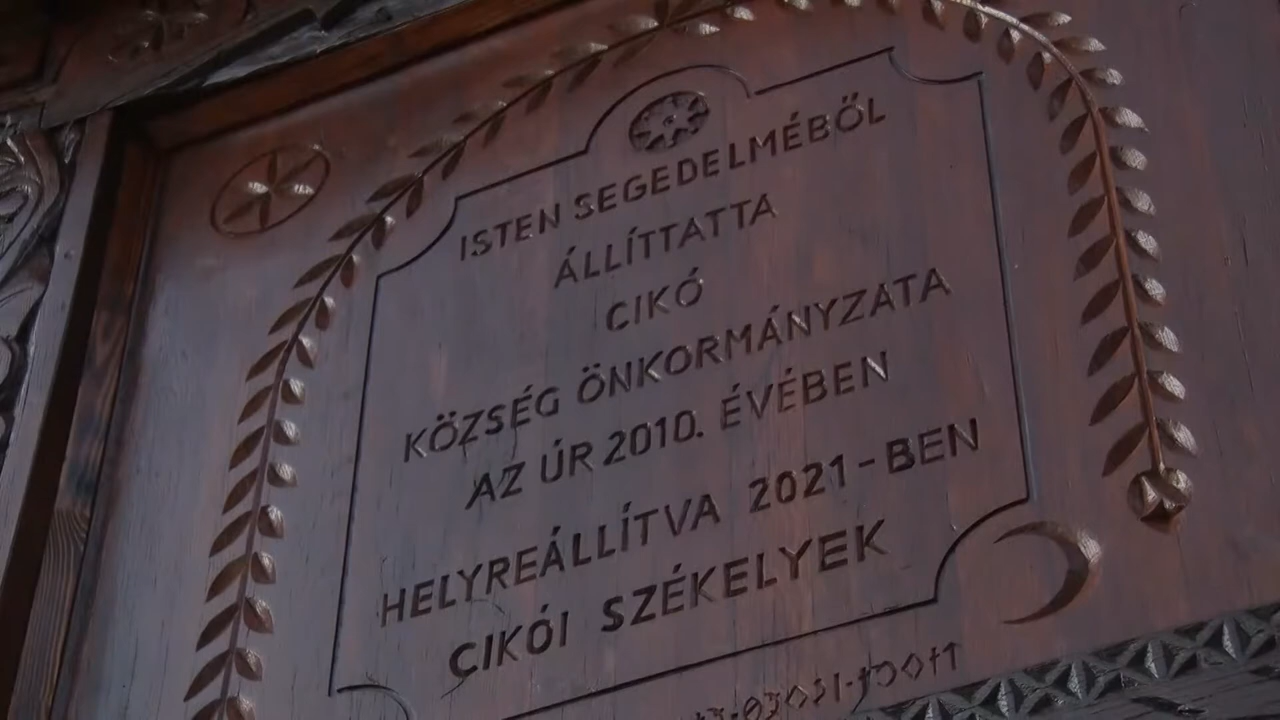 ISTEN SEGEDELMÉBŐL
ÁLLÍTTATTA
CIKÓ
KÖZSÉG ÖNKORMÁNYZATA
AZ ÚR 2010. ÉVÉBEN
HELYREÁLLÍTVA 2021-BEN
CIKÓI SZÉKELYEK